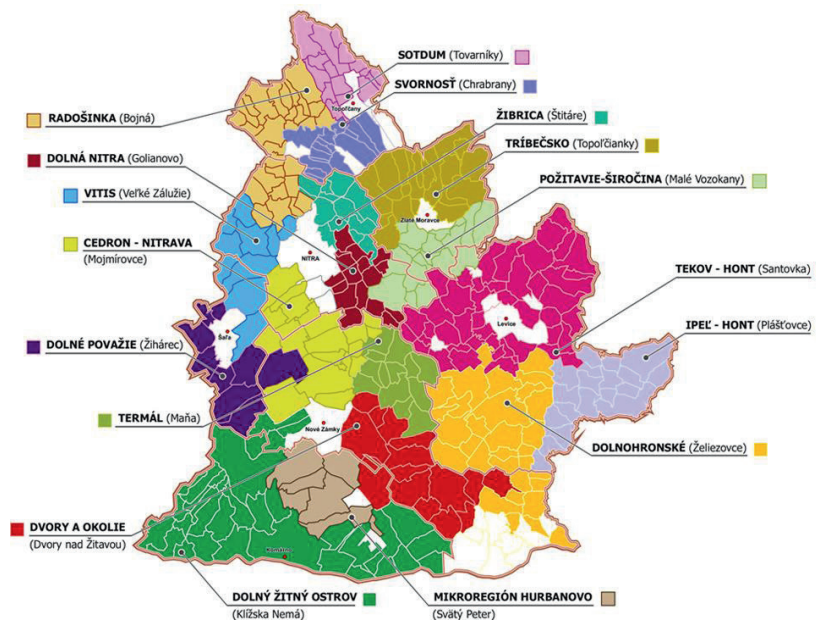 SOTDUM (Tovarníky)
SVORNOSŤ (Chrabrany)
Topoľčany
RADOŠINKA (Bojná)
ŽIBRICA (Štitáre)
DOLNÁ NITRA (Golianovo)
TRÍBEČSKO (Topoľčianky)
VITIS (Veľké Zálužie)
POŽITAVIE-ŠIROČINA (Malé Vozokany)
Zlaté Moravce
CEDRON - NITRAVA
(Mojmírovce)
NITRA
TEKOV - HONT (Santovka)
Levice
IPEĽ - HONT (Plášťovce)
Šaľa
DOLNÉ POVAŽIE (Žihárec)
TERMÁL (Maňa)
Nové Zámky
DOLNOHRONSKÉ (Želiezovce)
DVORY A OKOLIE
(Dvory nad Žitavou)
Komárno
DOLNÝ ŽITNÝ OSTROV
(Klížska Nemá)
MIKROREGIÓN HURBANOVO
(Svätý Peter)